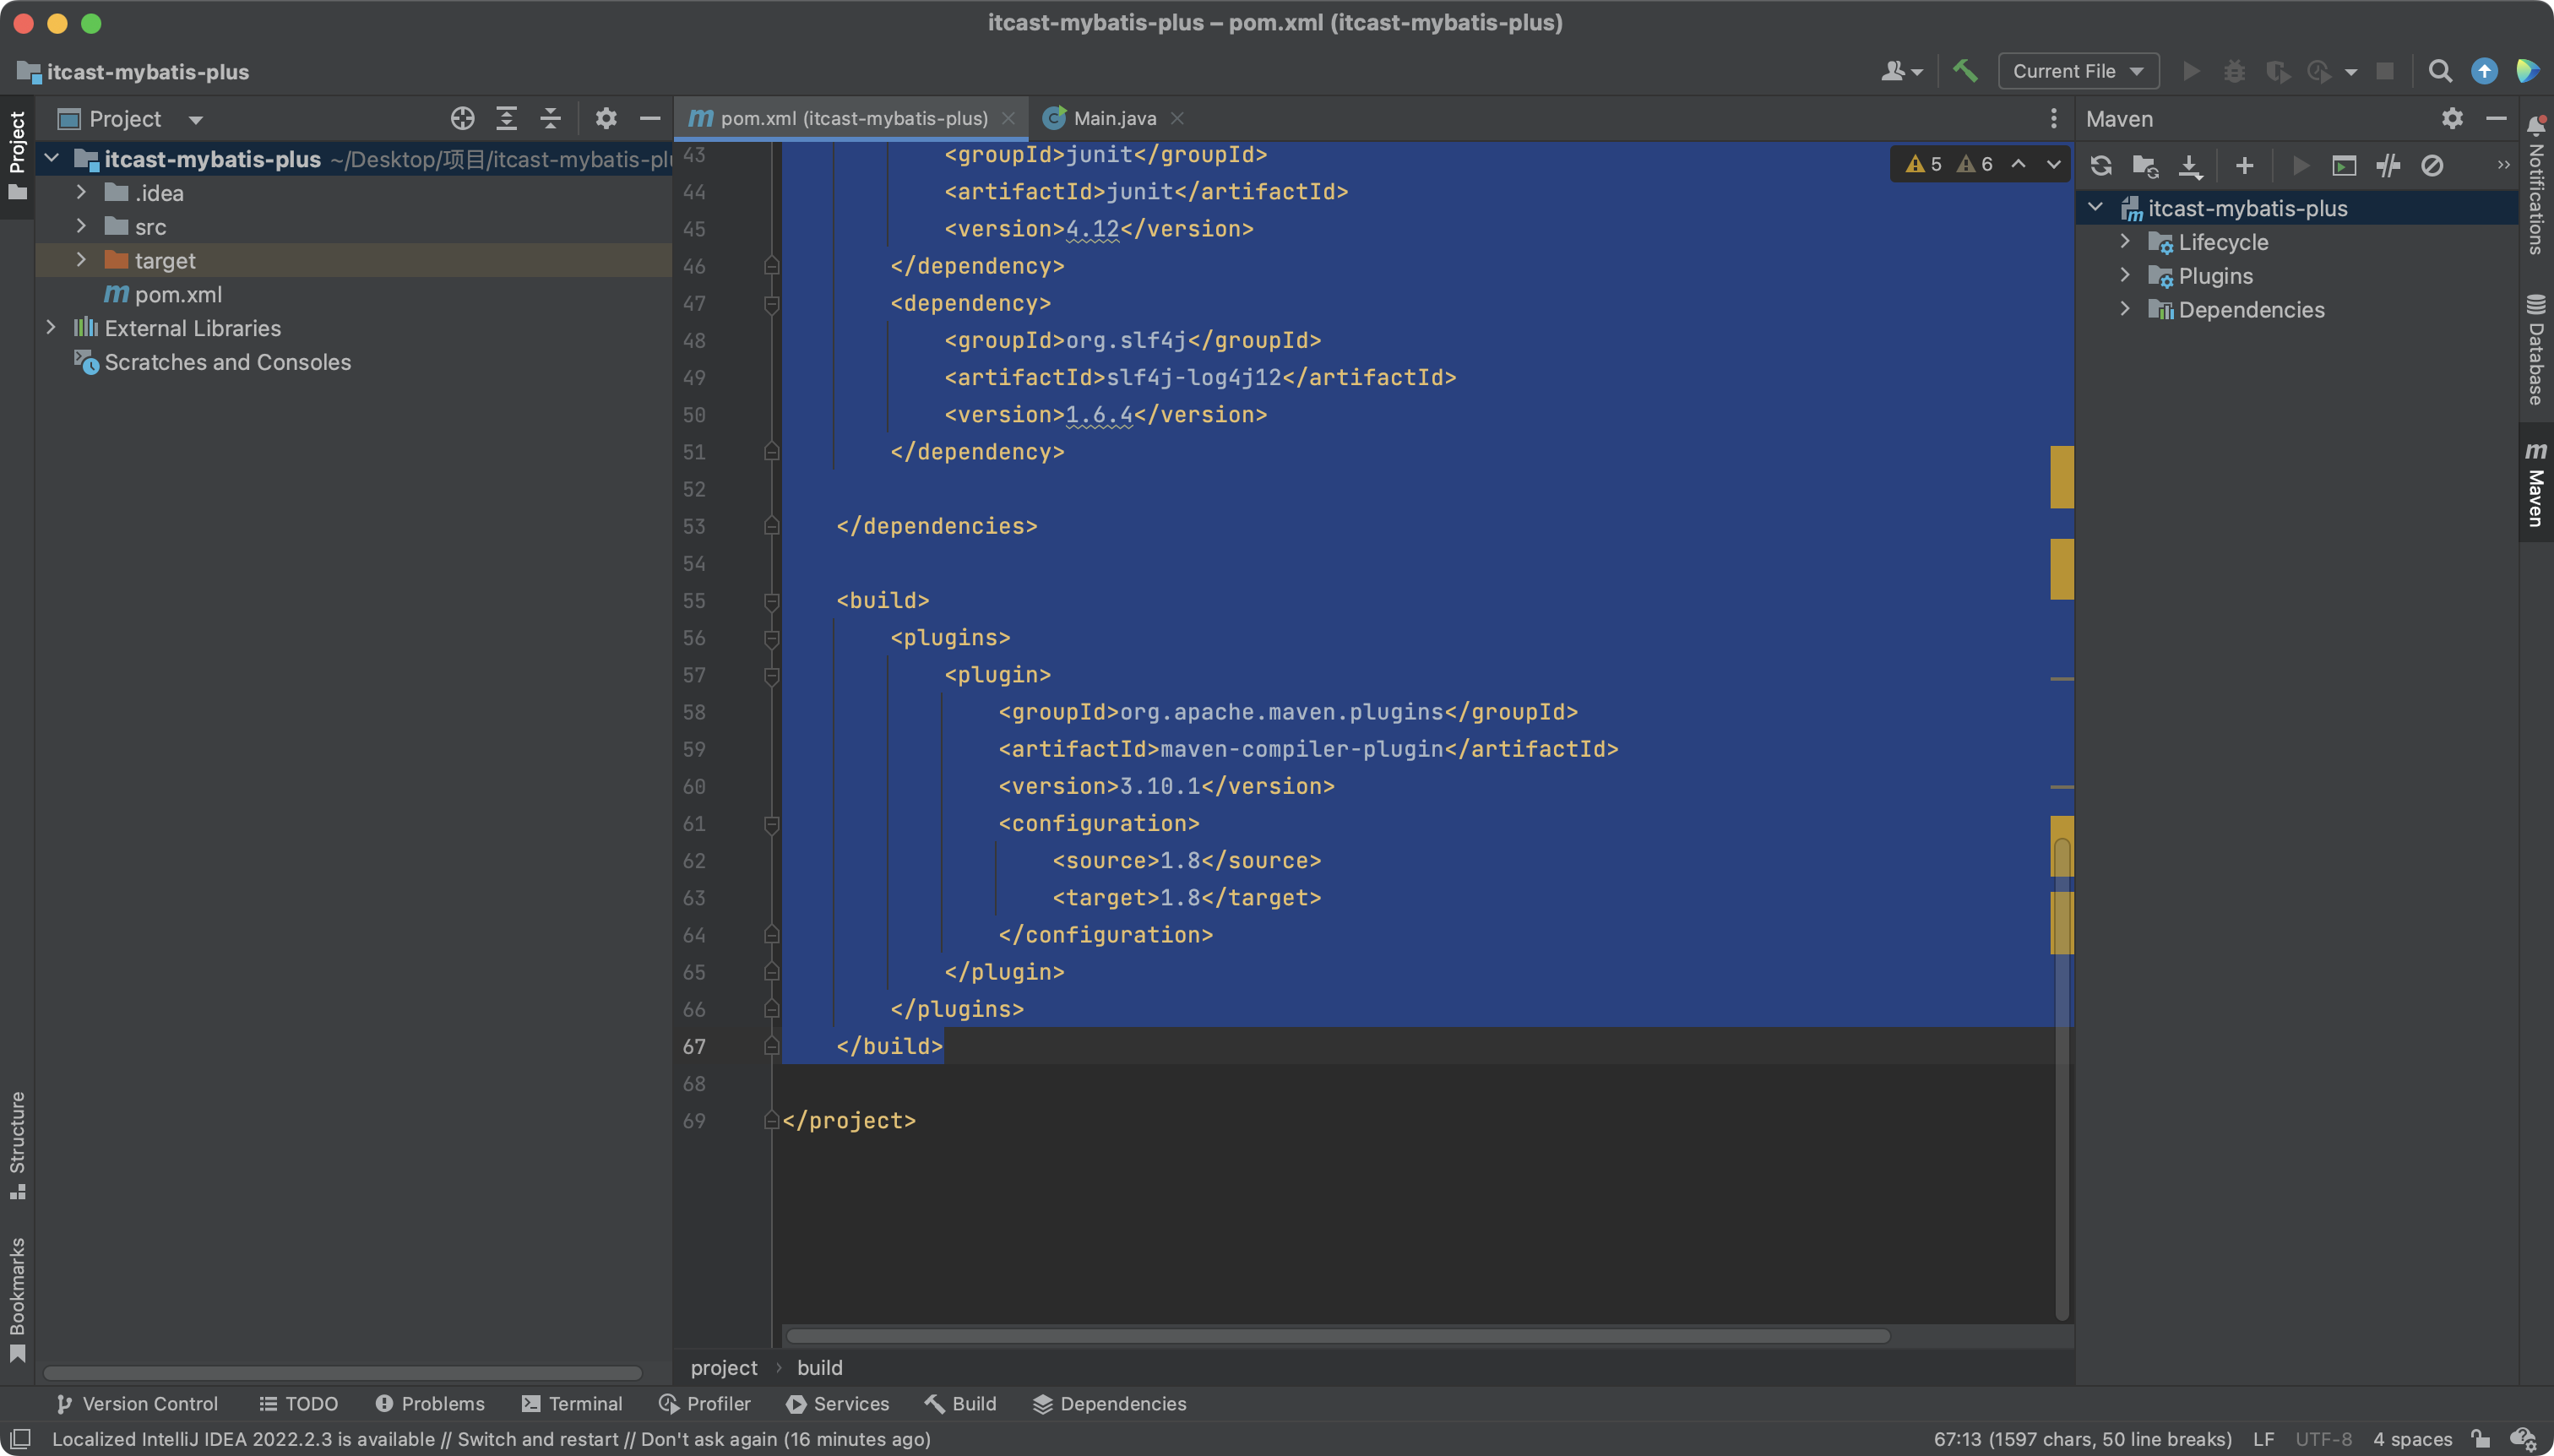 itcast-mybatis-plus – pom.xml (itcast-mybatis-plus)
itcast-mybatis-plus
Current File
Project
Project
pom.xml (itcast-mybatis-plus)
Main.java
Maven
itcast-mybatis-plus ~/Desktop/项目/itcast-mybatis-plu
.idea
src
target
pom.xml
External Libraries
Scratches and Consoles
5
6
43 <groupId>junit</groupId>
44 <artifactId>junit</artifactId>
45 <version>4.12</version>
46 </dependency>
47 <dependency>
48 <groupId>org.slf4j</groupId>
49 <artifactId>slf4j-log4j12</artifactId>
50 <version>1.6.4</version>
51 </dependency>
52
53 </dependencies>
54
55 <build>
56 <plugins>
57 <plugin>
58 <groupId>org.apache.maven.plugins</groupId>
59 <artifactId>maven-compiler-plugin</artifactId>
60 <version>3.10.1</version>
61 <configuration>
62 <source>1.8</source>
63 <target>1.8</target>
64 </configuration>
65 </plugin>
66 </plugins>
67 </build>
68
69 </project>
project > build
itcast-mybatis-plus
Lifecycle
Plugins
Dependencies
Notifications
Database
Maven
Structure
Bookmarks
Version Control
TODO
Problems
Terminal
Profiler
Services
Build
Dependencies
Localized IntelliJ IDEA 2022.2.3 is available // Switch and restart // Don't ask again (16 minutes ago)
67:13 (1597 chars, 50 line breaks)
LF
UTF-8
4 spaces